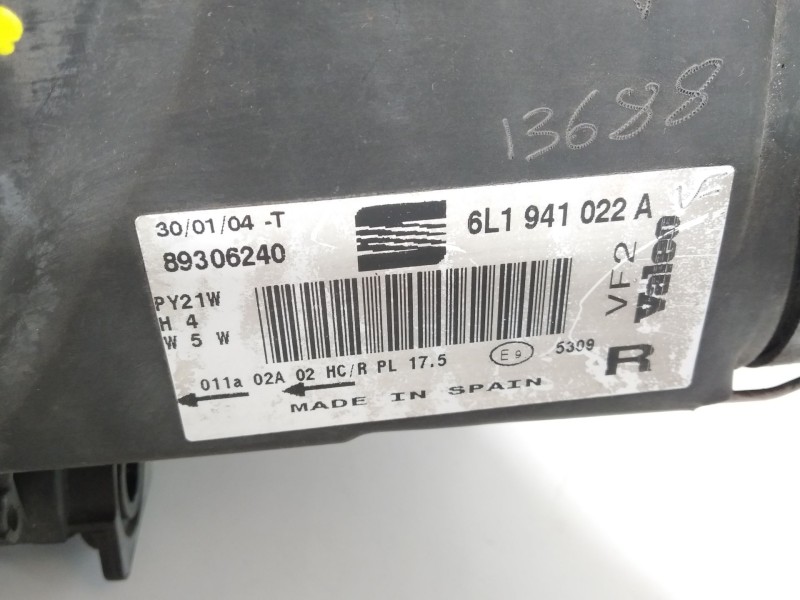 13688
30/01/04 -T
6L1 941 022 A
89306240
PY21W
H 4
W 5 W
VF2
Valeo
011a 02A 02 HC/R PL 17.5
E9
5309
R
MADE IN SPAIN